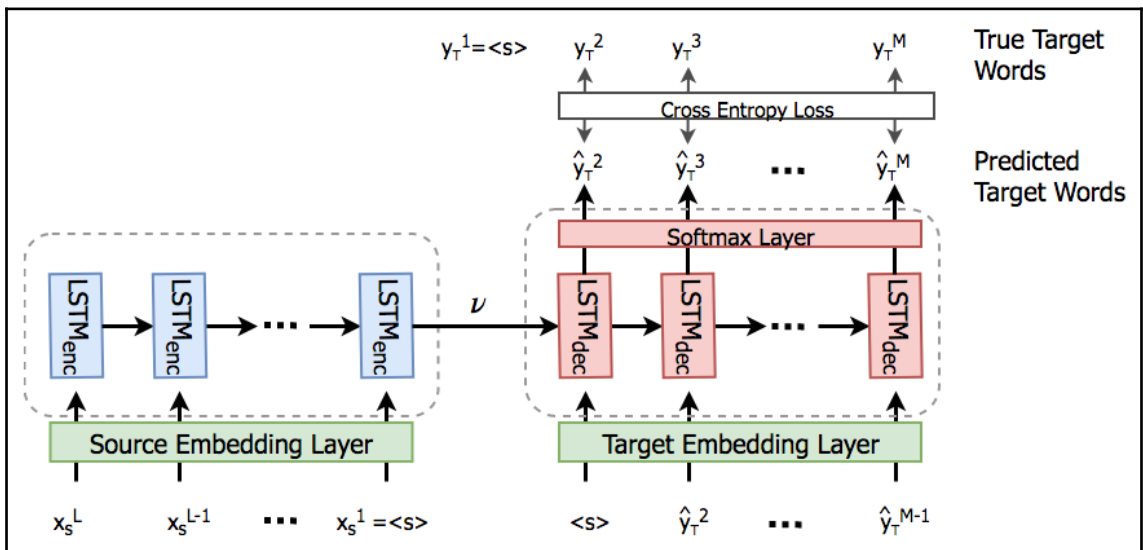 y_T^1=<s> y_T^2 y_T^3 y_T^M True Target
Words
Cross Entropy Loss
ŷ_T^2 ŷ_T^3 ... ŷ_T^M Predicted
Target Words
Softmax Layer
LSTM_enc LSTM_enc ... LSTM_enc ν LSTM_dec LSTM_dec ... LSTM_dec
Source Embedding Layer Target Embedding Layer
x_S^L x_S^L-1 ... x_S^1 =<s> <s> ŷ_T^2 ... ŷ_T^M-1